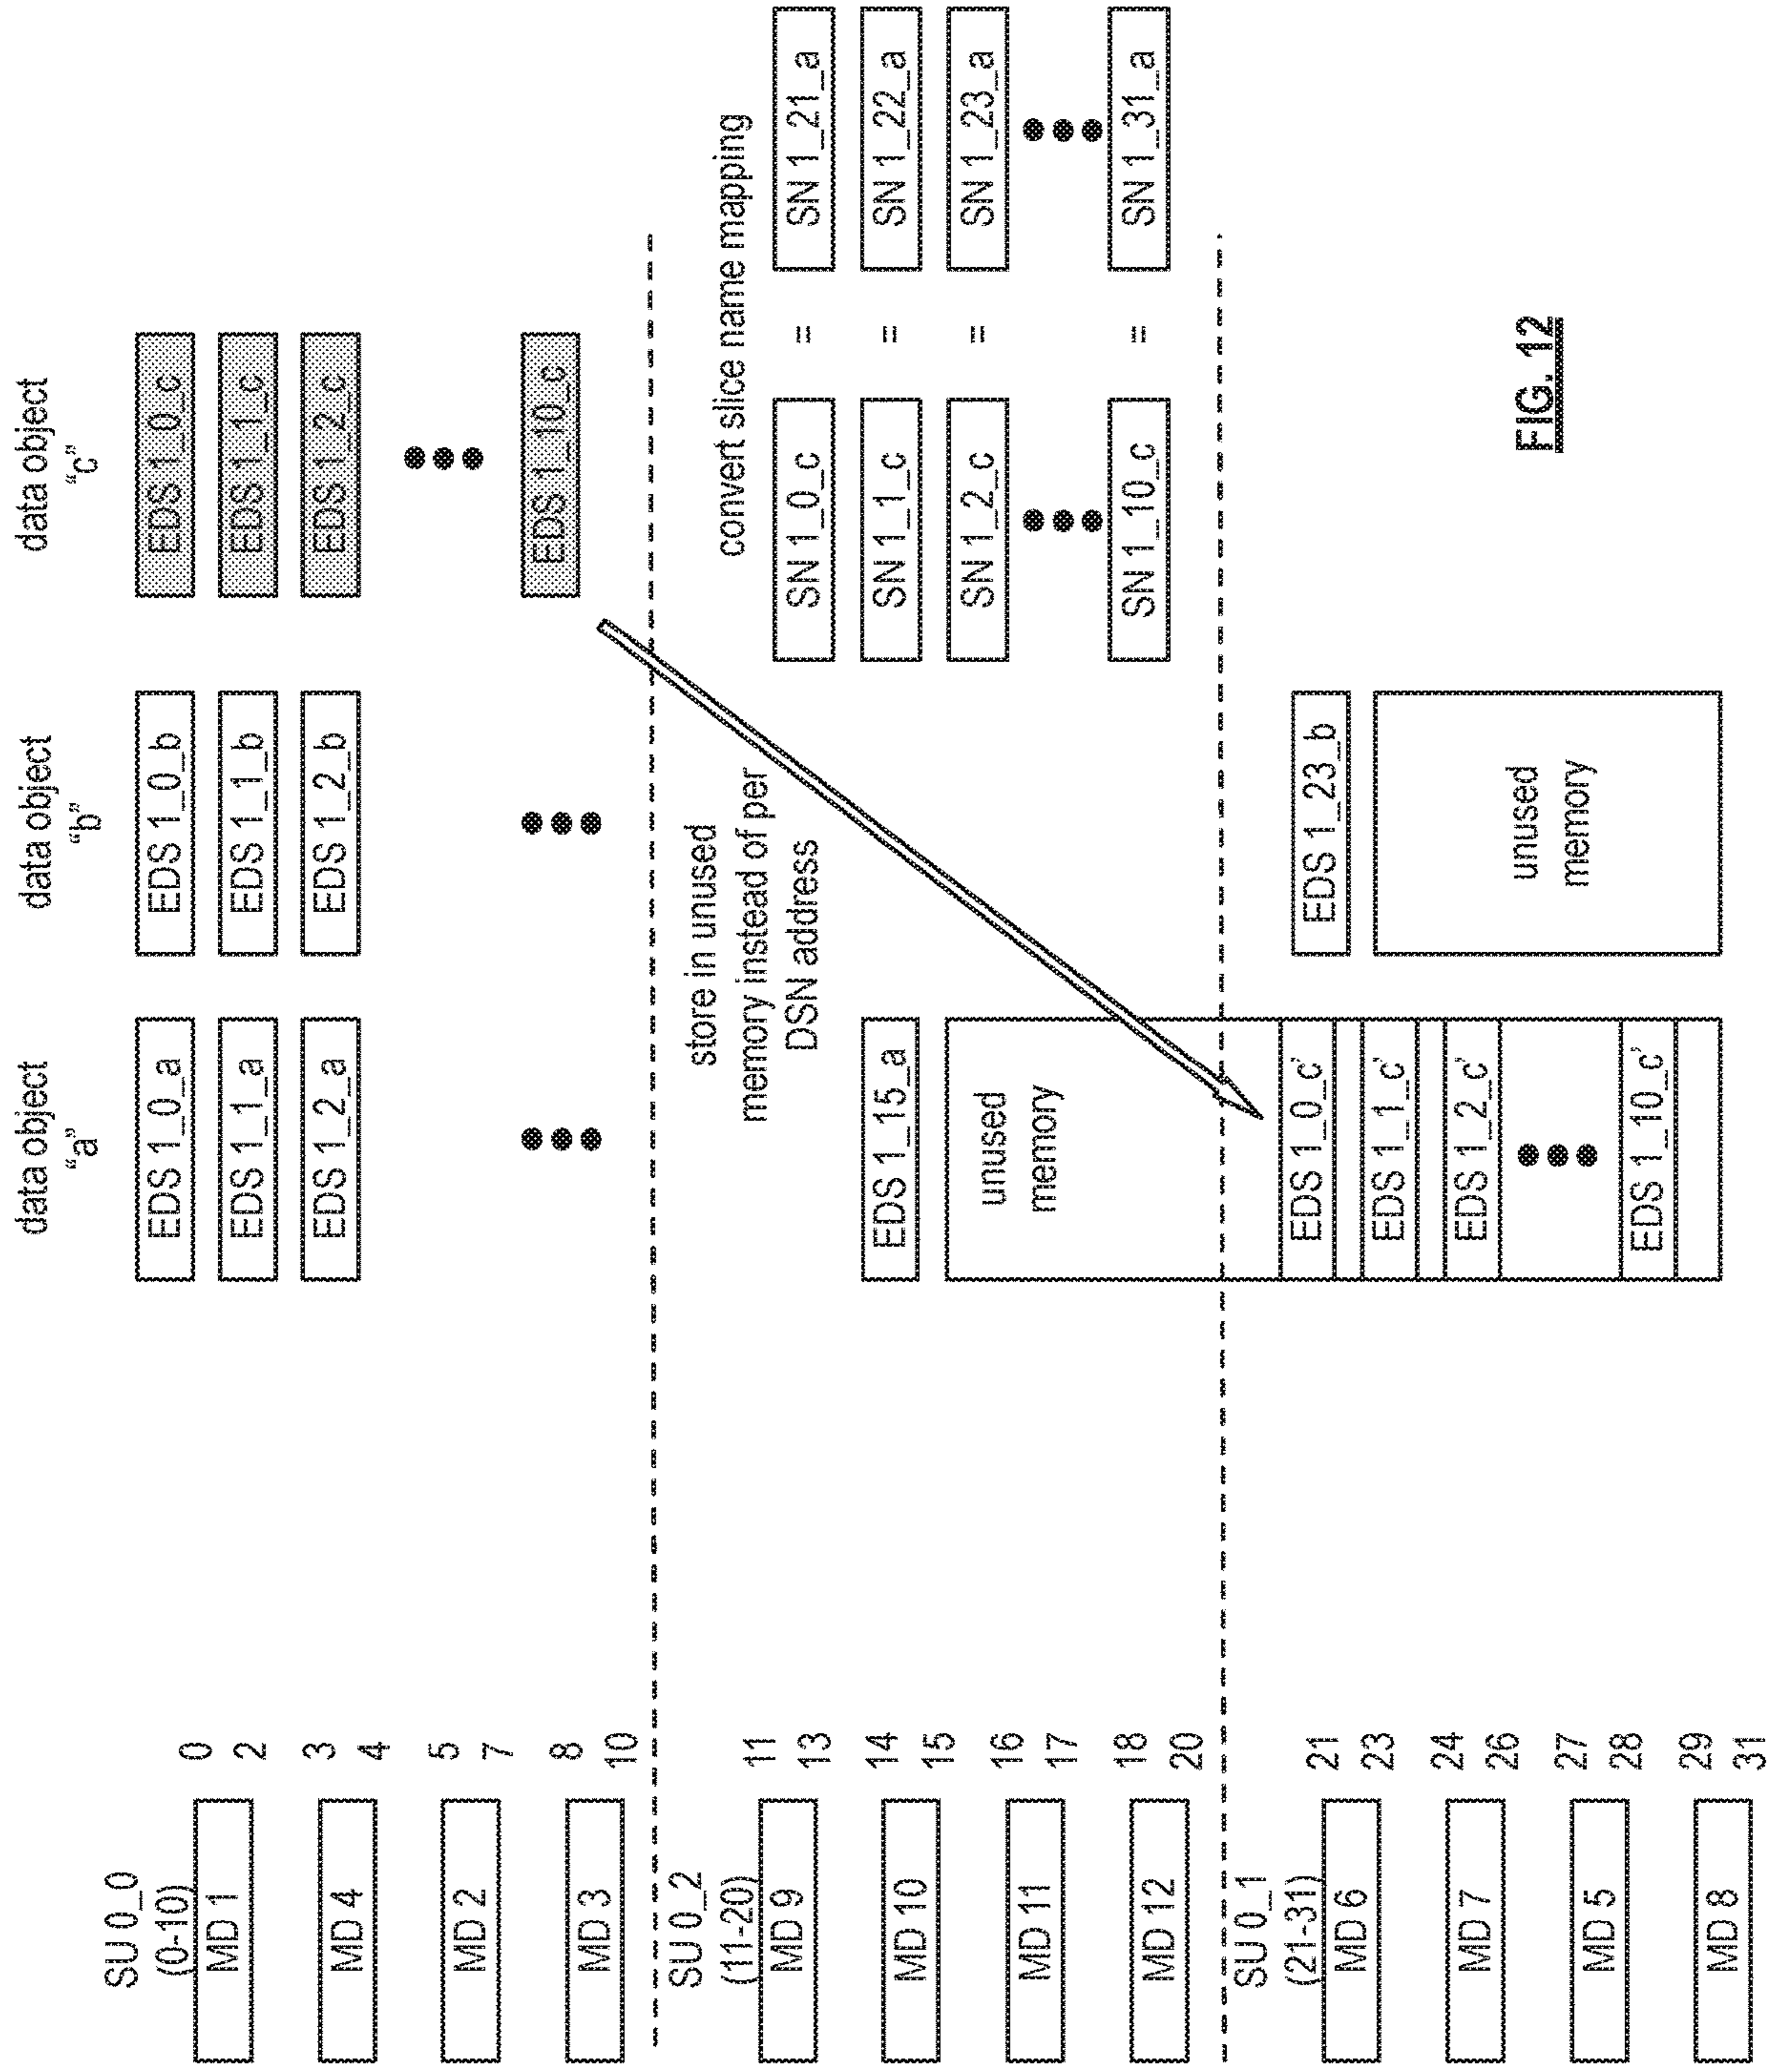 data object
"a"
data object
"b"
data object
"c"
SU 0_0
(0-10)
MD 1
0
2
MD 4
3
4
MD 2
5
7
MD 3
8
10
EDS 1_0_a
EDS 1_1_a
EDS 1_2_a
EDS 1_0_b
EDS 1_1_b
EDS 1_2_b
EDS 1_0_c
EDS 1_1_c
EDS 1_2_c
EDS 1_10_c
SU 0_2
(11-20)
MD 9
11
13
MD 10
14
15
MD 11
16
17
MD 12
18
20
store in unused
memory instead of per
DSN address
EDS 1_15_a
unused
memory
convert slice name mapping
SN 1_0_c = SN 1_21_a
SN 1_1_c = SN 1_22_a
SN 1_2_c = SN 1_23_a
SN 1_10_c = SN 1_31_a
SU 0_1
(21-31)
MD 6
21
23
MD 7
24
26
MD 5
27
28
MD 8
29
31
EDS 1_0_c'
EDS 1_1_c'
EDS 1_2_c'
EDS 1_10_c'
EDS 1_23_b
unused
memory
FIG. 12